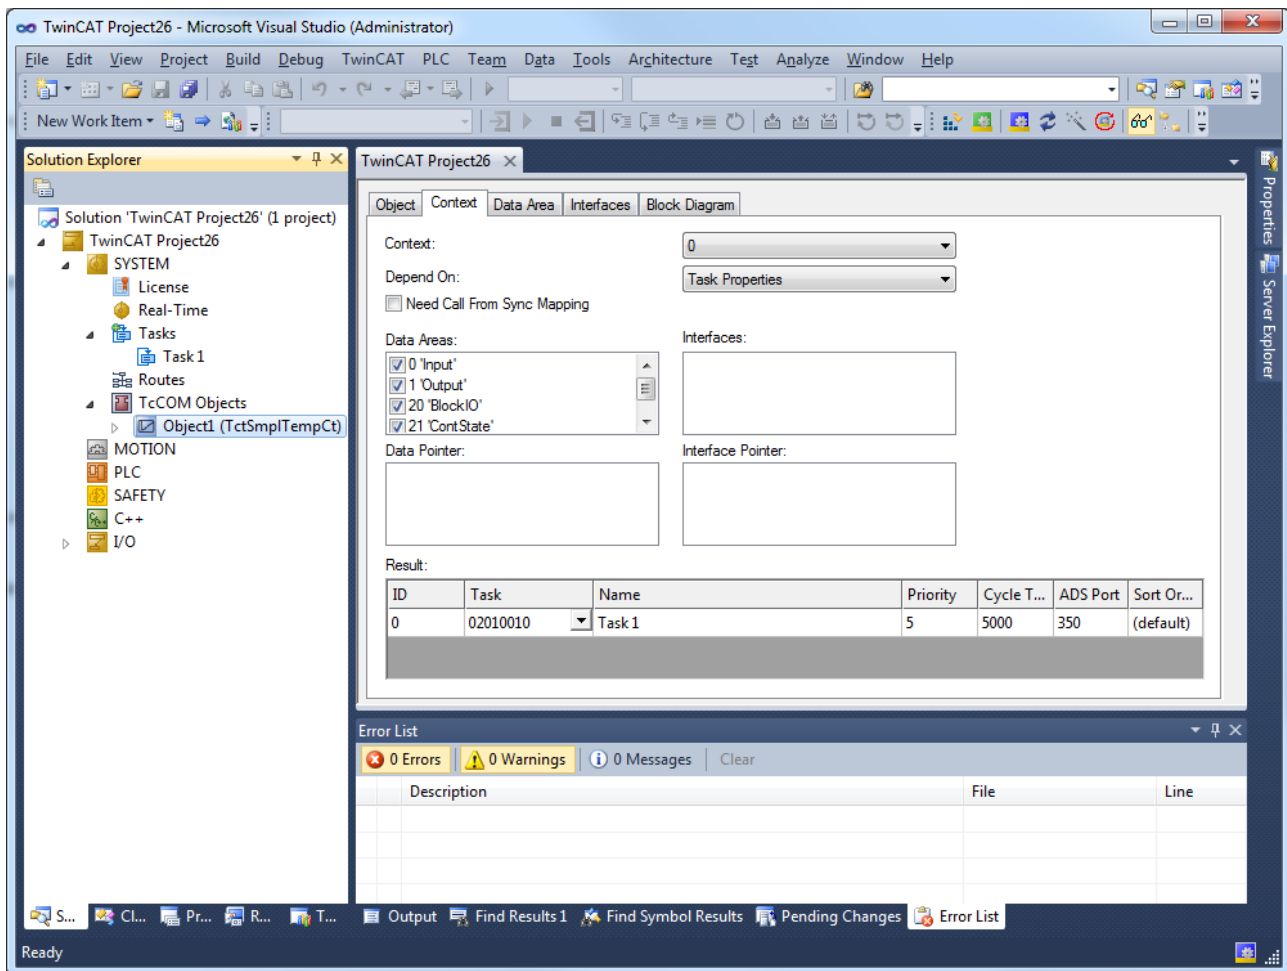 TwinCAT Project26 - Microsoft Visual Studio (Administrator)
File Edit View Project Build Debug TwinCAT PLC Team Data Tools Architecture Test Analyze Window Help
New Work Item
Solution Explorer
Solution 'TwinCAT Project26' (1 project)
TwinCAT Project26
SYSTEM
License
Real-Time
Tasks
Task 1
Routes
TcCOM Objects
Object1 (TctSmplTempCt)
MOTION
PLC
SAFETY
C++
I/O
TwinCAT Project26
Object Context Data Area Interfaces Block Diagram
Context: 0
Depend On: Task Properties
Need Call From Sync Mapping
Data Areas: Interfaces:
0 'Input'
1 'Output'
20 'BlockIO'
21 'ContState'
Data Pointer: Interface Pointer:
Result:
ID Task Name Priority Cycle T... ADS Port Sort Or...
0 02010010 Task 1 5 5000 350 (default)
Properties
Server Explorer
Error List
0 Errors 0 Warnings 0 Messages Clear
Description File Line
S... Cl... Pr... R... T... Output Find Results 1 Find Symbol Results Pending Changes Error List
Ready